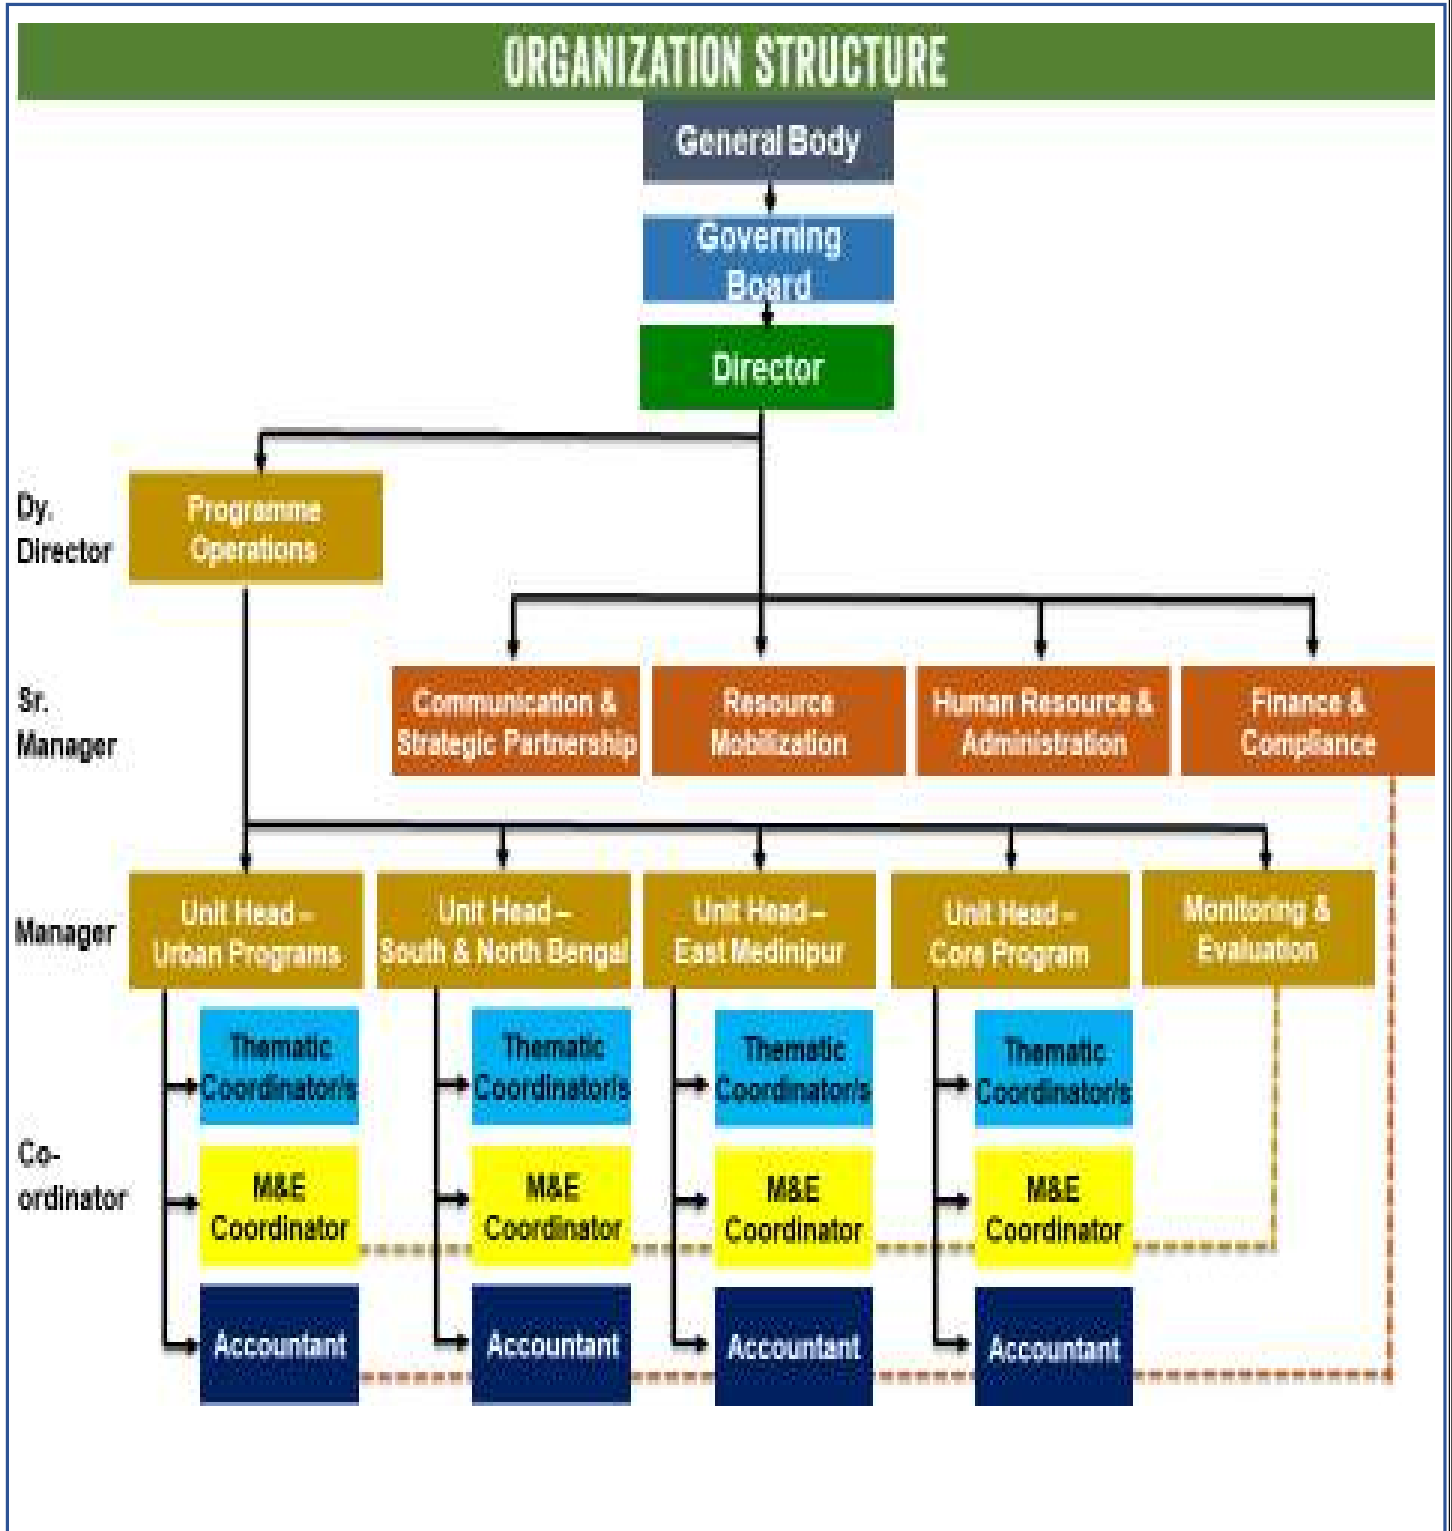 ORGANIZATION STRUCTURE
General Body
Governing
Board
Director
Dy.
Director
Programme
Operations
Sr.
Manager
Communication &
Strategic Partnership
Resource
Mobilization
Human Resource &
Administration
Finance &
Compliance
Manager
Unit Head –
Urban Programs
Unit Head –
South & North Bengal
Unit Head –
East Medinipur
Unit Head –
Core Program
Monitoring &
Evaluation
Co-
ordinator
Thematic
Coordinator/s
Thematic
Coordinator/s
Thematic
Coordinator/s
Thematic
Coordinator/s
M&E
Coordinator
M&E
Coordinator
M&E
Coordinator
M&E
Coordinator
Accountant
Accountant
Accountant
Accountant